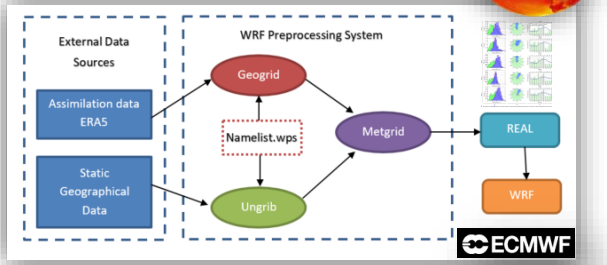 External Data
Sources
WRF Preprocessing System
Assimilation data
ERA5
Static
Geographical
Data
Geogrid
Namelist.wps
Ungrib
Metgrid
REAL
WRF
ECMWF